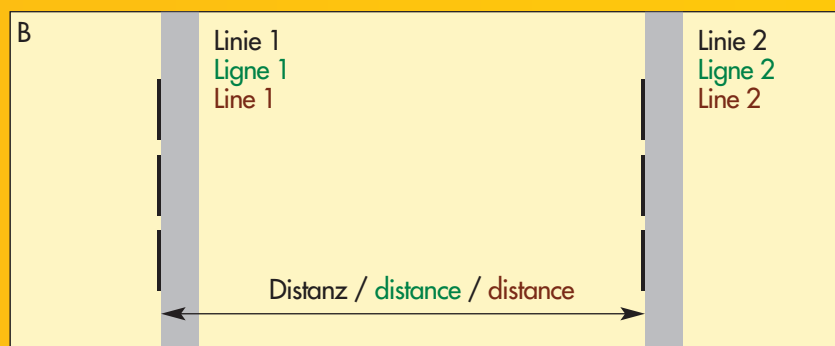 B
Linie 1
Ligne 1
Line 1
Linie 2
Ligne 2
Line 2
Distanz / distance / distance